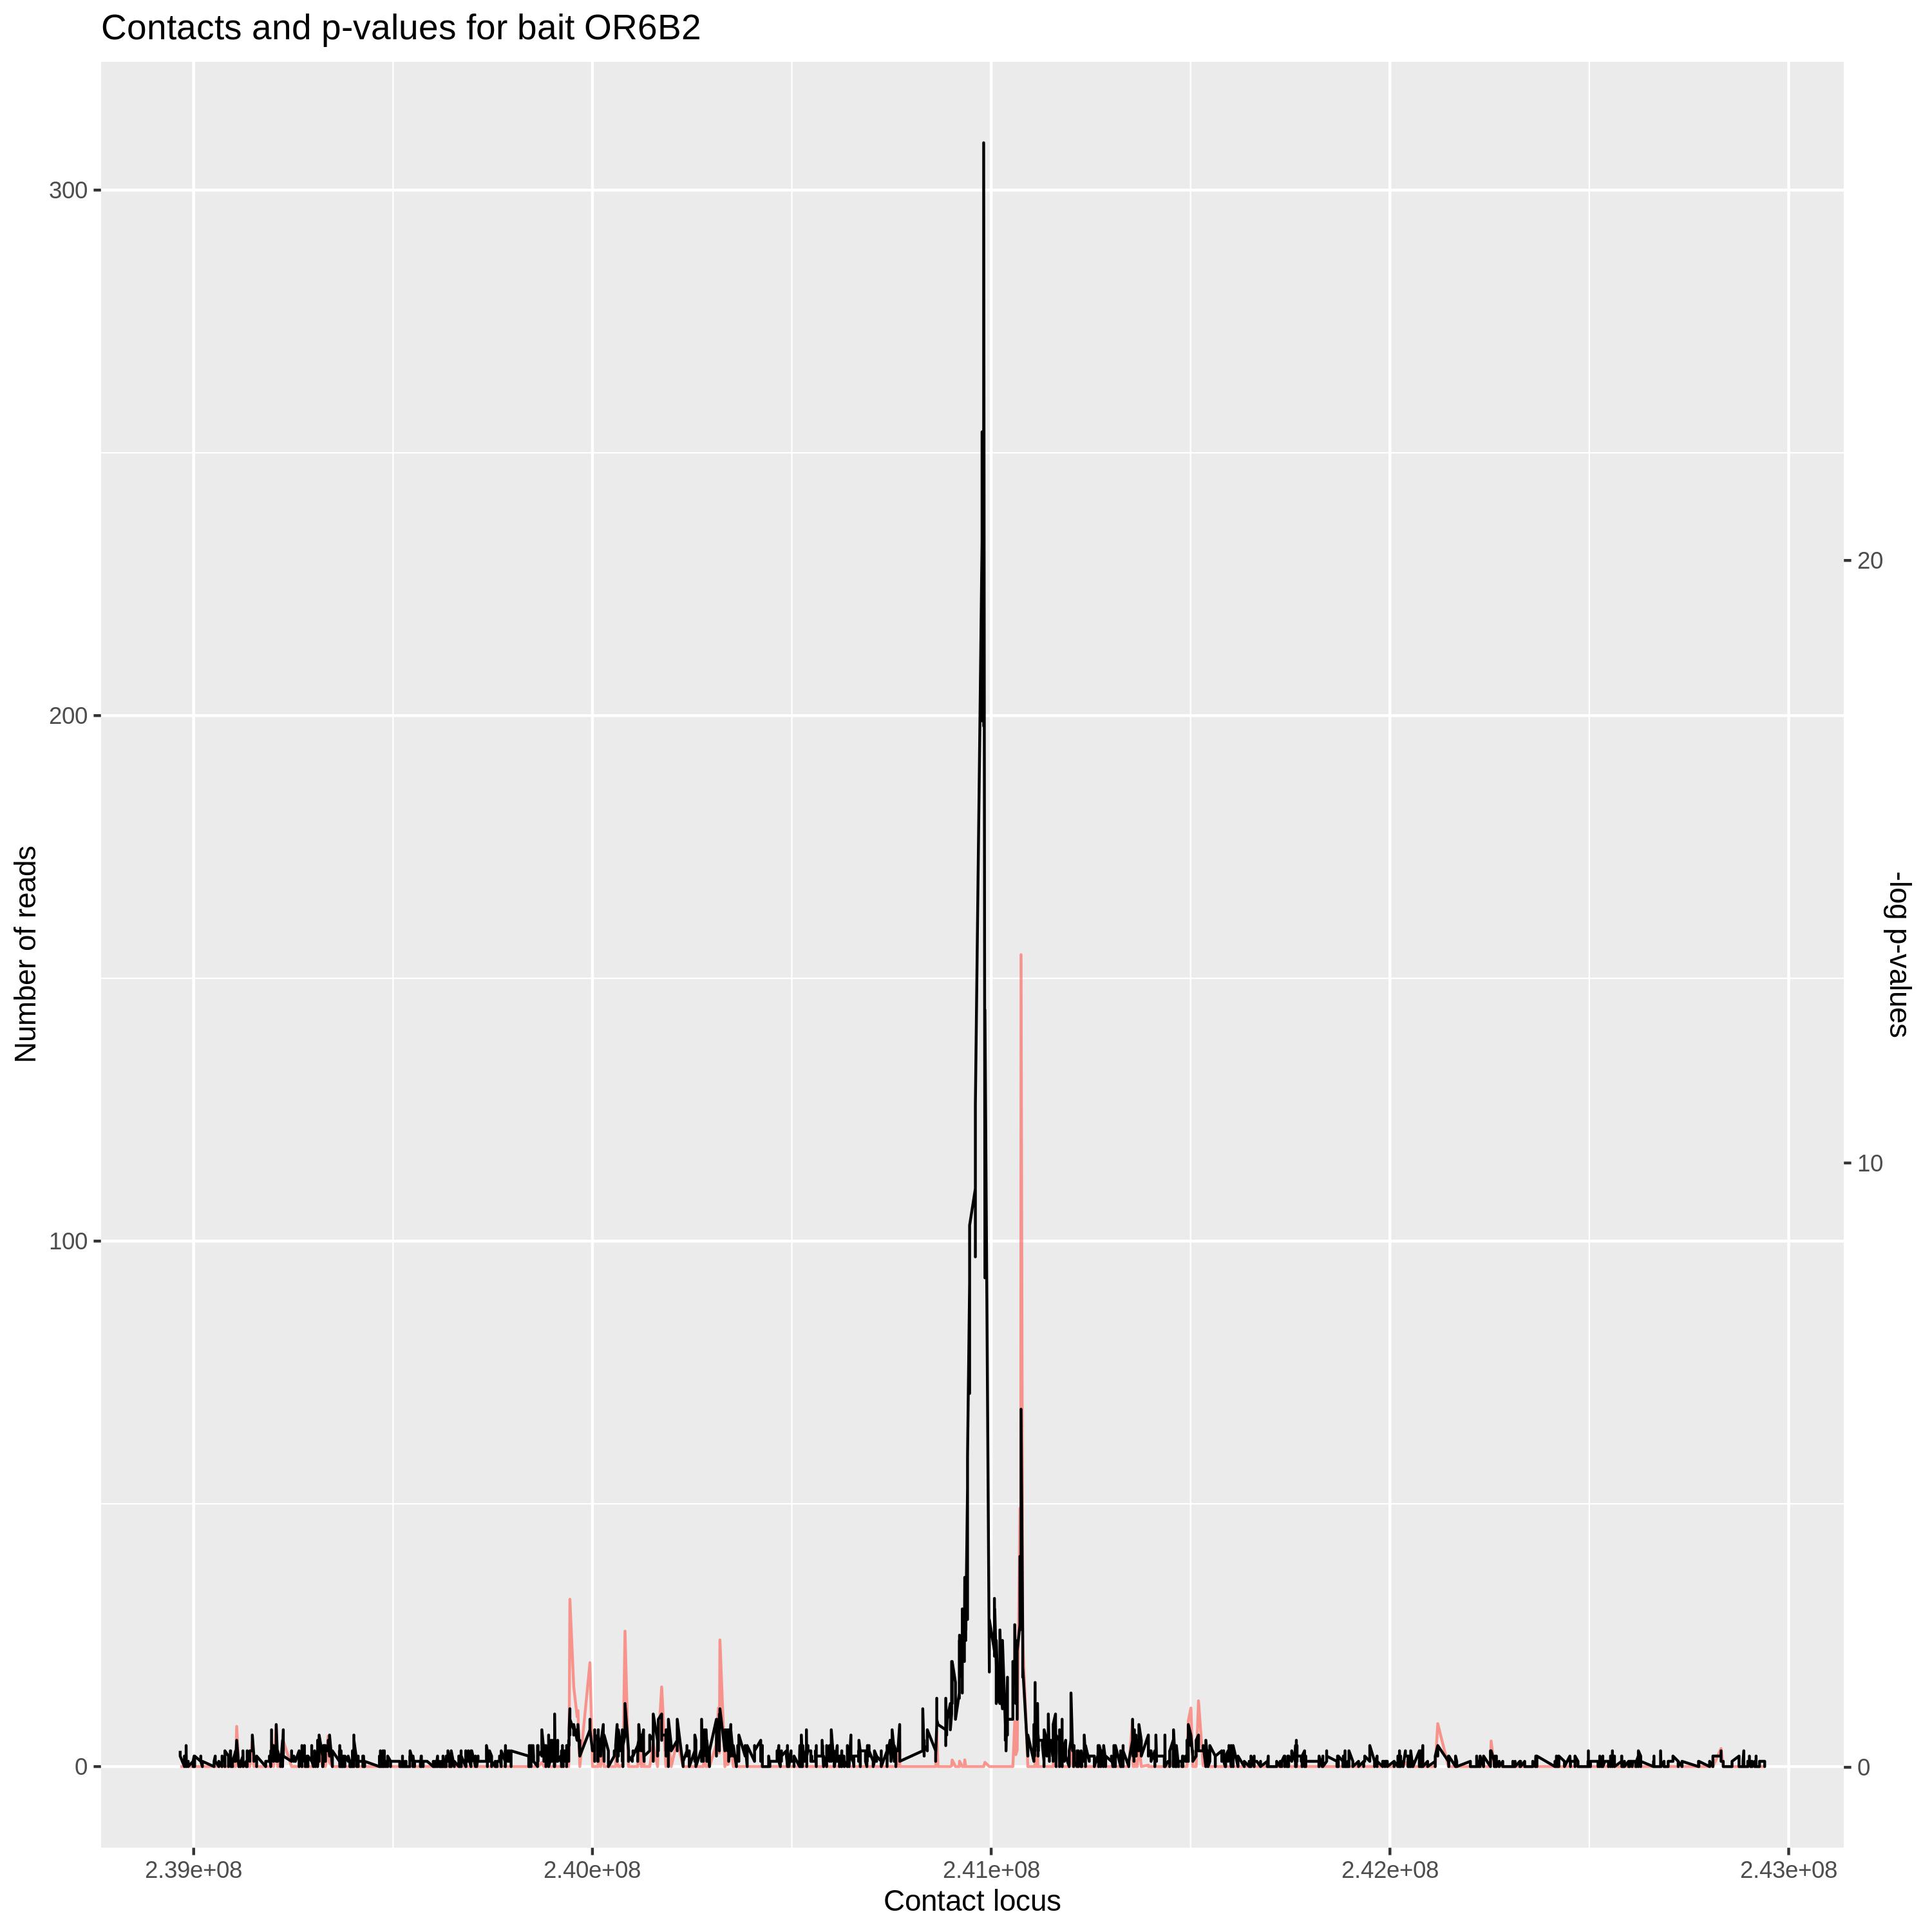 Contacts and p-values for bait OR6B2
300
200
100
0
20
10
0
Number of reads
-log p-values
2.39e+08 2.40e+08 2.41e+08 2.42e+08 2.43e+08
Contact locus